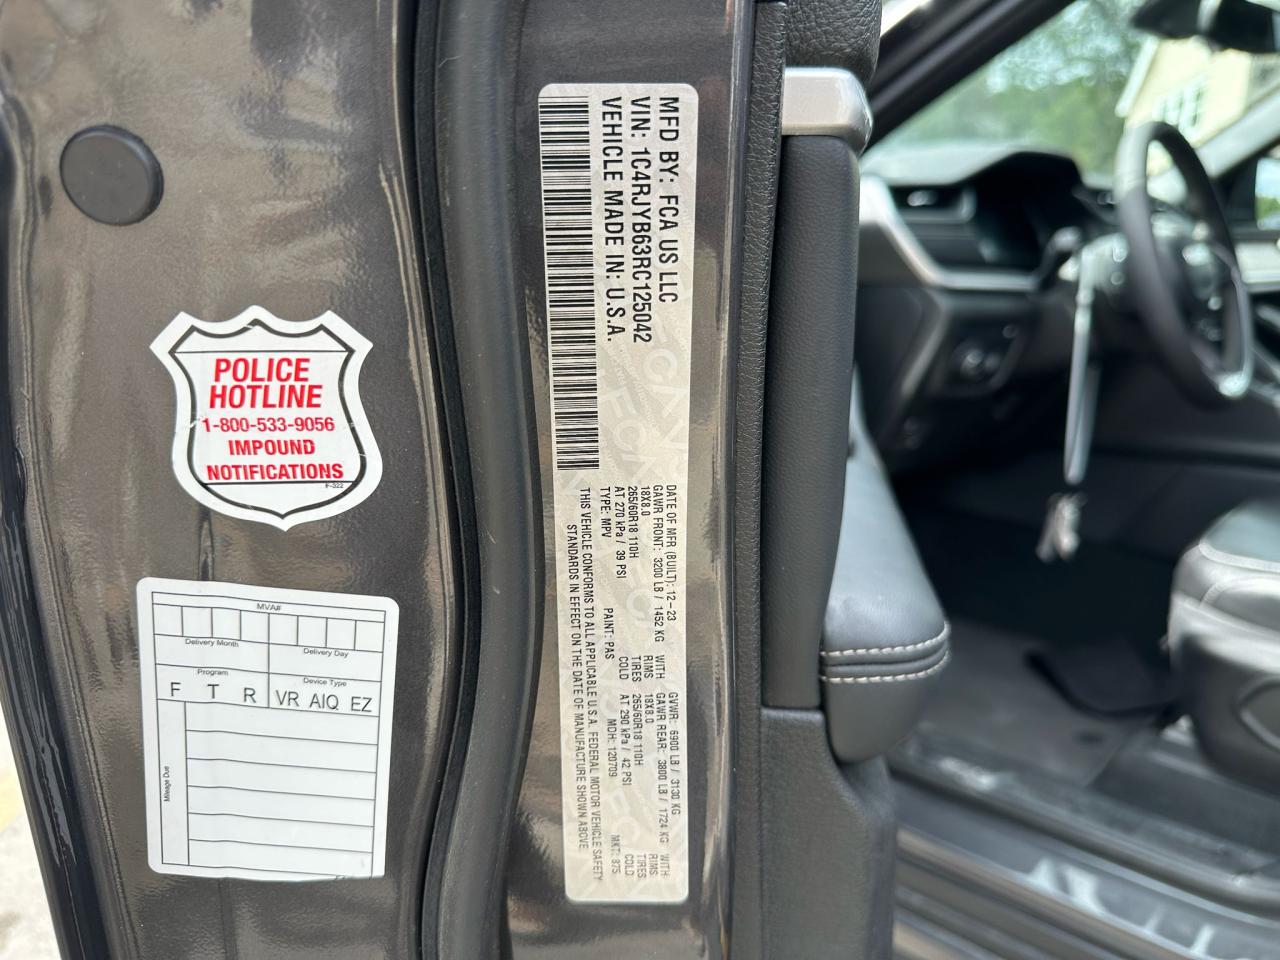 POLICE
HOTLINE
1-800-533-9056
IMPOUND
NOTIFICATIONS
F-322
MVA#
Delivery Month Delivery Day
Program Device Type
F T R VR AIQ EZ
Mileage Due
MFD BY: FCA US LLC
VIN: 1C4RJYB63RC125042
VEHICLE MADE IN: U.S.A.
DATE OF MFR (BUILT): 12-23 GVWR: 6900 LB / 3130 KG
GAWR FRONT: 3200 LB / 1452 KG WITH GAWR REAR: 3800 LB / 1724 KG WITH
18X8.0 RIMS 18X8.0 RIMS:
265/60R18 110H TIRES 265/60R18 110H TIRES:
AT 270 kPa / 39 PSI COLD AT 290 kPa / 42 PSI COLD
TYPE: MPV PAINT: PAS MDH: 120709 MKT: 875:
THIS VEHICLE CONFORMS TO ALL APPLICABLE U.S.A. FEDERAL MOTOR VEHICLE SAFETY
STANDARDS IN EFFECT ON THE DATE OF MANUFACTURE SHOWN ABOVE.